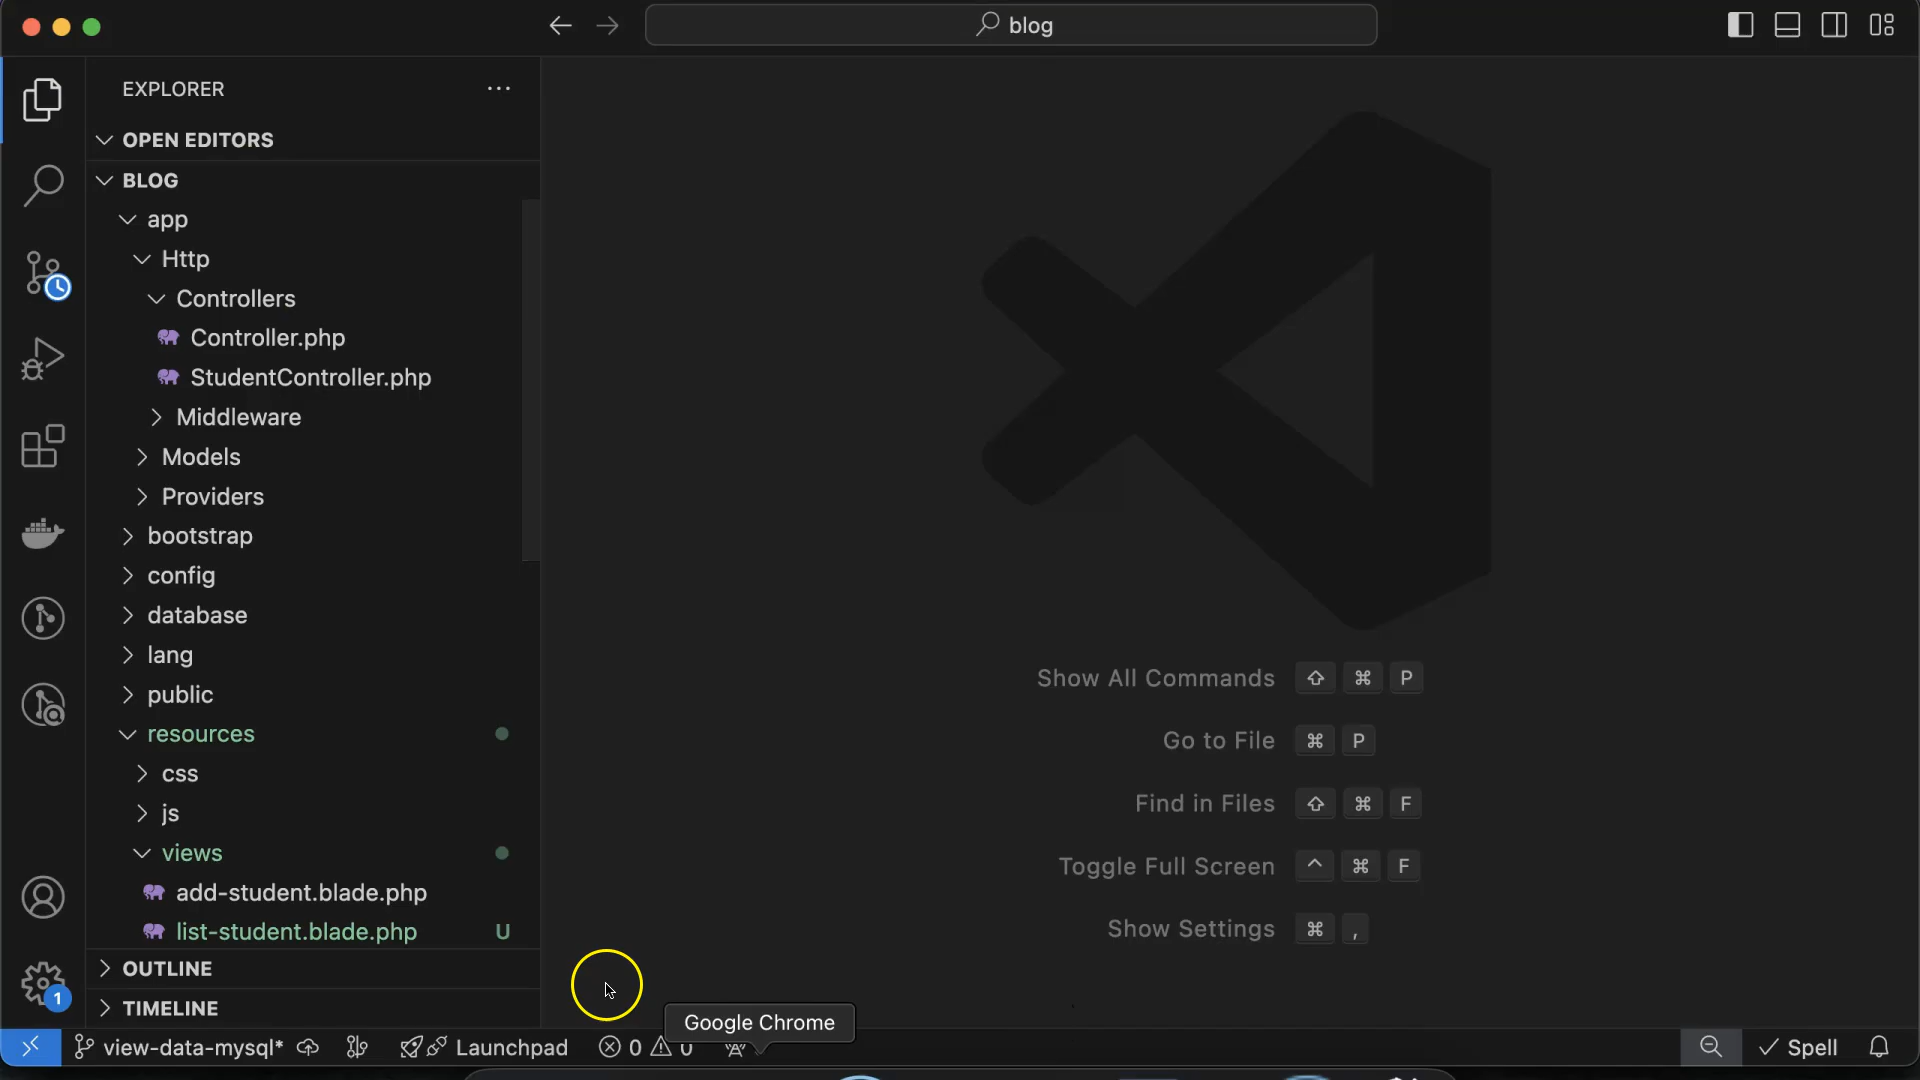 blog
EXPLORER
OPEN EDITORS
BLOG
app
Http
Controllers
Controller.php
StudentController.php
Middleware
Models
Providers
bootstrap
config
database
lang
public
resources
css
js
views
add-student.blade.php
list-student.blade.php U
OUTLINE
TIMELINE
Show All Commands ⇧ ⌘ P
Go to File ⌘ P
Find in Files ⇧ ⌘ F
Toggle Full Screen ^ ⌘ F
Show Settings ⌘ ,
1
Google Chrome
view-data-mysql* Launchpad 0 0 Spell